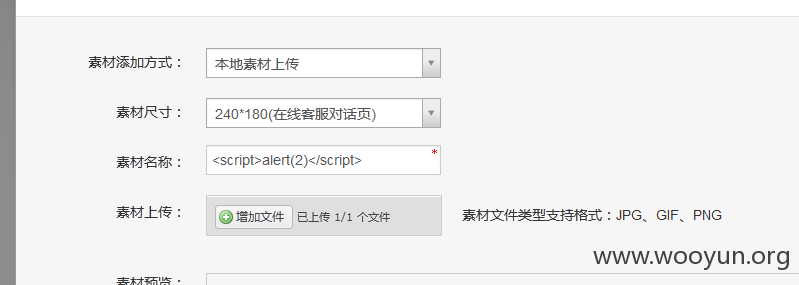 素材添加方式： 本地素材上传
素材尺寸： 240*180(在线客服对话页)
素材名称： <script>alert(2)</script> *
素材上传： 增加文件 已上传 1/1 个文件 素材文件类型支持格式：JPG、GIF、PNG
www.wooyun.org
素材预览：